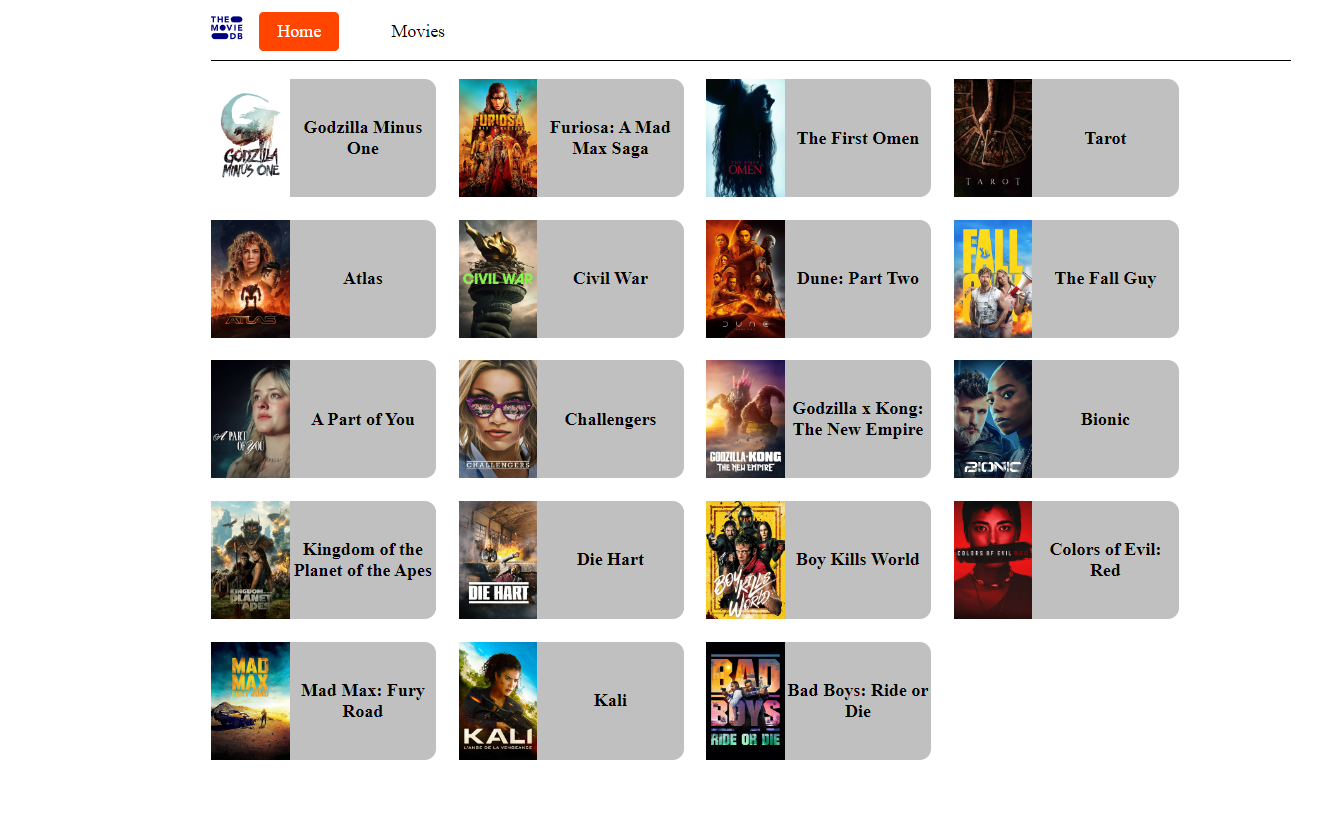 THE
MOVIE
DB
Home
Movies
GODZILLA
MINUS ONE
Godzilla Minus
One
FURIOSA
Furiosa: A Mad
Max Saga
OMEN
The First Omen
TAROT
Tarot
ATLAS
Atlas
CIVIL WAR
Civil War
DUNE
Dune: Part Two
FALL
GUY
The Fall Guy
A PART
OF YOU
A Part of You
CHALLENGERS
Challengers
GODZILLA KONG
THE NEW EMPIRE
Godzilla x Kong:
The New Empire
BIONIC
Bionic
KINGDOM
PLANET
APES
Kingdom of the
Planet of the Apes
DIE HART
Die Hart
BOY KILLS
WORLD
Boy Kills World
COLORS OF EVIL RED
Colors of Evil:
Red
MAD
MAX
FURY ROAD
Mad Max: Fury
Road
KALI
L'ANGE DE LA VENGEANCE
Kali
BAD
BOYS
RIDE OR DIE
Bad Boys: Ride or
Die